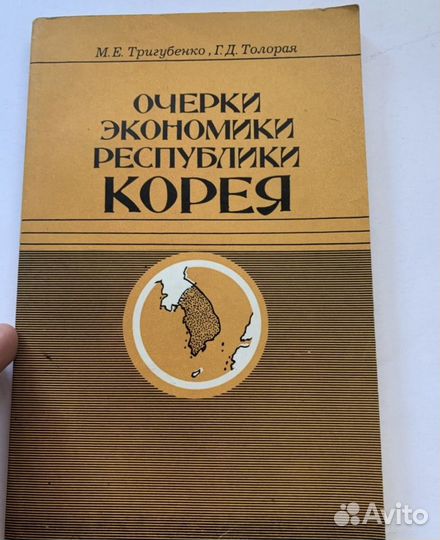 М.Е. Тригубенко, Г.Д. Толорая
ОЧЕРКИ
ЭКОНОМИКИ
РЕСПУБЛИКИ
КОРЕЯ
Avito